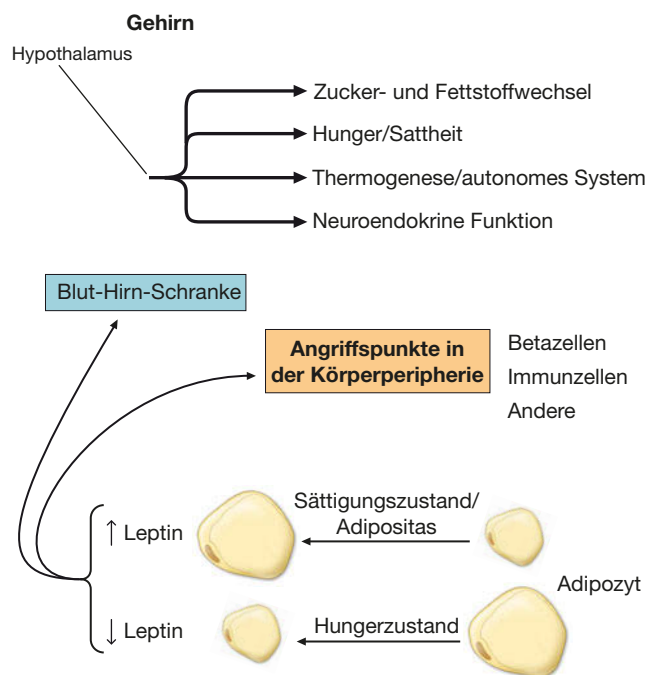 Gehirn
Hypothalamus
Zucker- und Fettstoffwechsel
Hunger/Sattheit
Thermogenese/autonomes System
Neuroendokrine Funktion
Blut-Hirn-Schranke
Angriffspunkte in
der Körperperipherie
Betazellen
Immunzellen
Andere
Sättigungszustand/
Adipositas
↑ Leptin
Adipozyt
↓ Leptin
Hungerzustand